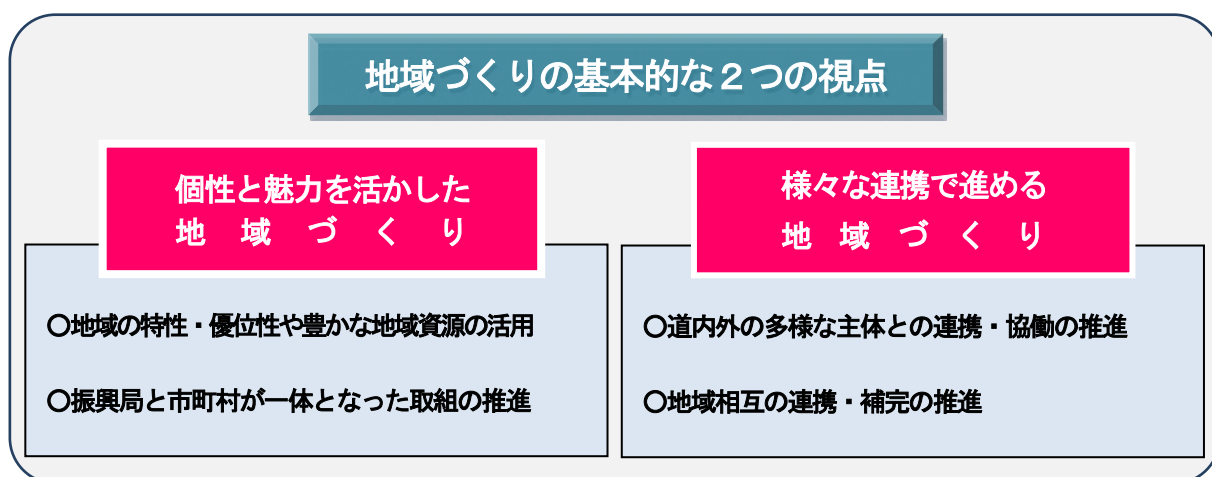 地域づくりの基本的な２つの視点
個性と魅力を活かした
地域づくり
〇地域の特性・優位性や豊かな地域資源の活用
〇振興局と市町村が一体となった取組の推進
様々な連携で進める
地域づくり
〇道内外の多様な主体との連携・協働の推進
〇地域相互の連携・補完の推進